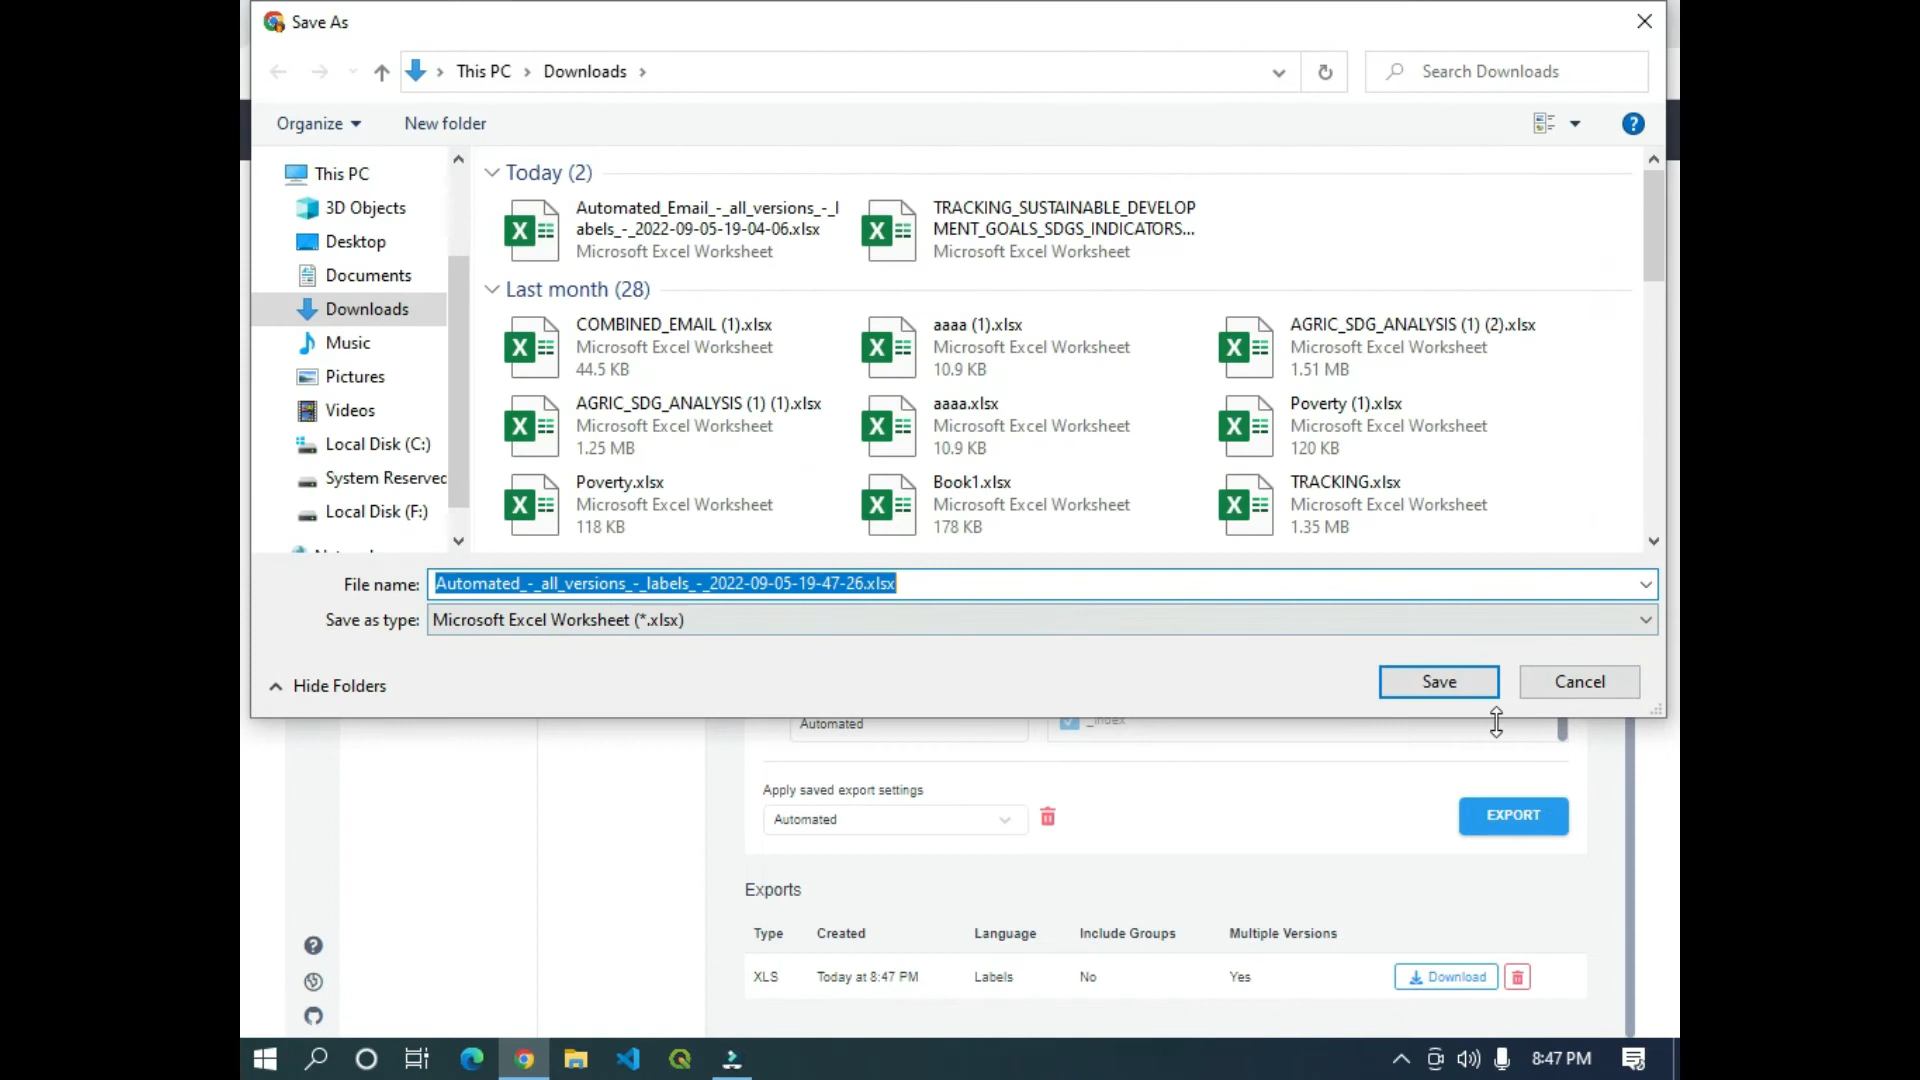 Save As
This PC
Downloads
Search Downloads
Organize
New folder
This PC
3D Objects
Desktop
Documents
Downloads
Music
Pictures
Videos
Local Disk (C:)
System Reserved
Local Disk (F:)
Today (2)
Automated_Email_-_all_versions_-_l
abels_-_2022-09-05-19-04-06.xlsx
Microsoft Excel Worksheet
TRACKING_SUSTAINABLE_DEVELOP
MENT_GOALS_SDGS_INDICATORS...
Microsoft Excel Worksheet
Last month (28)
COMBINED_EMAIL (1).xlsx
Microsoft Excel Worksheet
44.5 KB
aaaa (1).xlsx
Microsoft Excel Worksheet
10.9 KB
AGRIC_SDG_ANALYSIS (1) (2).xlsx
Microsoft Excel Worksheet
1.51 MB
AGRIC_SDG_ANALYSIS (1) (1).xlsx
Microsoft Excel Worksheet
1.25 MB
aaaa.xlsx
Microsoft Excel Worksheet
10.9 KB
Poverty (1).xlsx
Microsoft Excel Worksheet
120 KB
Poverty.xlsx
Microsoft Excel Worksheet
118 KB
Book1.xlsx
Microsoft Excel Worksheet
178 KB
TRACKING.xlsx
Microsoft Excel Worksheet
1.35 MB
File name: Automated_-_all_versions_-_labels_-_2022-09-05-19-47-26.xlsx
Save as type: Microsoft Excel Worksheet (*.xlsx)
Hide Folders
Save
Cancel
Automated
_index
Apply saved export settings
Automated
EXPORT
Exports
Type Created Language Include Groups Multiple Versions
XLS Today at 8:47 PM Labels No Yes Download
8:47 PM